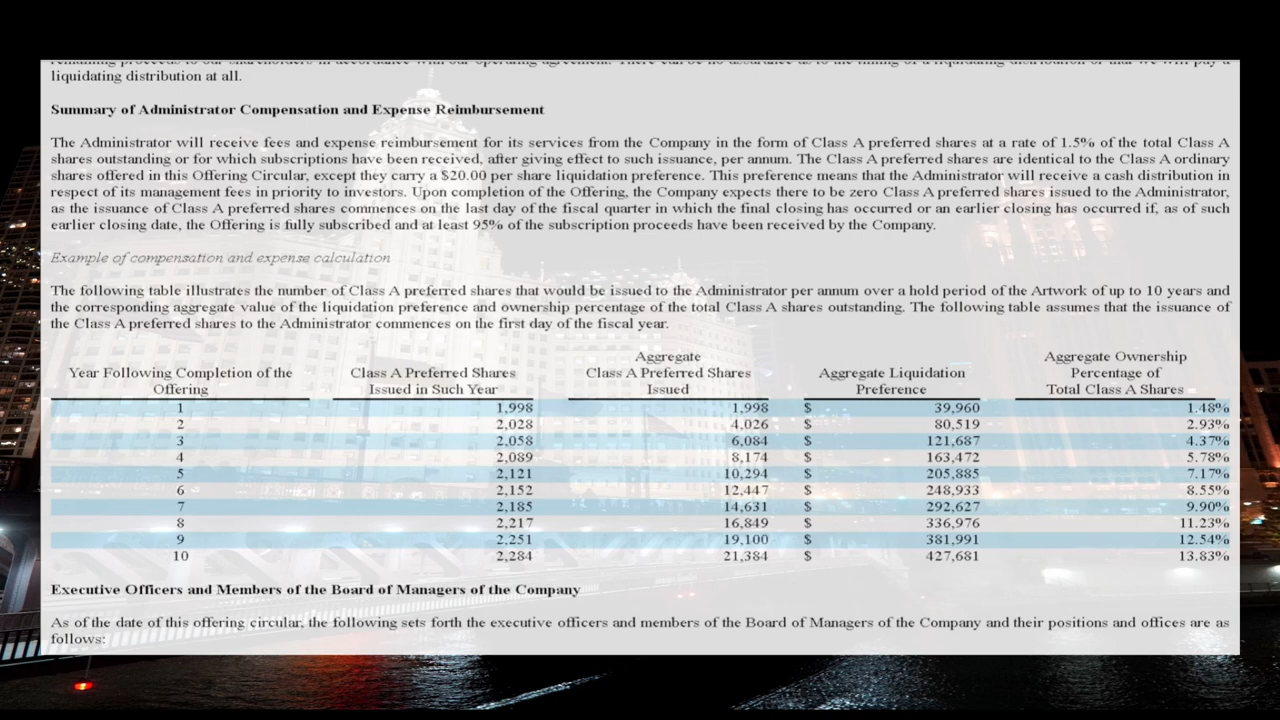 liquidating distribution at all.
Summary of Administrator Compensation and Expense Reimbursement
The Administrator will receive fees and expense reimbursement for its services from the Company in the form of Class A preferred shares at a rate of 1.5% of the total Class A
shares outstanding or for which subscriptions have been received, after giving effect to such issuance, per annum. The Class A preferred shares are identical to the Class A ordinary
shares offered in this Offering Circular, except they carry a $20.00 per share liquidation preference. This preference means that the Administrator will receive a cash distribution in
respect of its management fees in priority to investors. Upon completion of the Offering, the Company expects there to be zero Class A preferred shares issued to the Administrator,
as the issuance of Class A preferred shares commences on the last day of the fiscal quarter in which the final closing has occurred or an earlier closing has occurred if, as of such
earlier closing date, the Offering is fully subscribed and at least 95% of the subscription proceeds have been received by the Company.
Example of compensation and expense calculation
The following table illustrates the number of Class A preferred shares that would be issued to the Administrator per annum over a hold period of the Artwork of up to 10 years and
the corresponding aggregate value of the liquidation preference and ownership percentage of the total Class A shares outstanding. The following table assumes that the issuance of
the Class A preferred shares to the Administrator commences on the first day of the fiscal year.
Aggregate Aggregate Ownership
Year Following Completion of the Class A Preferred Shares Class A Preferred Shares Aggregate Liquidation Percentage of
Offering Issued in Such Year Issued Preference Total Class A Shares
1 1,998 1,998 $ 39,960 1.48%
2 2,028 4,026 $ 80,519 2.93%
3 2,058 6,084 $ 121,687 4.37%
4 2,089 8,174 $ 163,472 5.78%
5 2,121 10,294 $ 205,885 7.17%
6 2,152 12,447 $ 248,933 8.55%
7 2,185 14,631 $ 292,627 9.90%
8 2,217 16,849 $ 336,976 11.23%
9 2,251 19,100 $ 381,991 12.54%
10 2,284 21,384 $ 427,681 13.83%
Executive Officers and Members of the Board of Managers of the Company
As of the date of this offering circular, the following sets forth the executive officers and members of the Board of Managers of the Company and their positions and offices are as
follows: